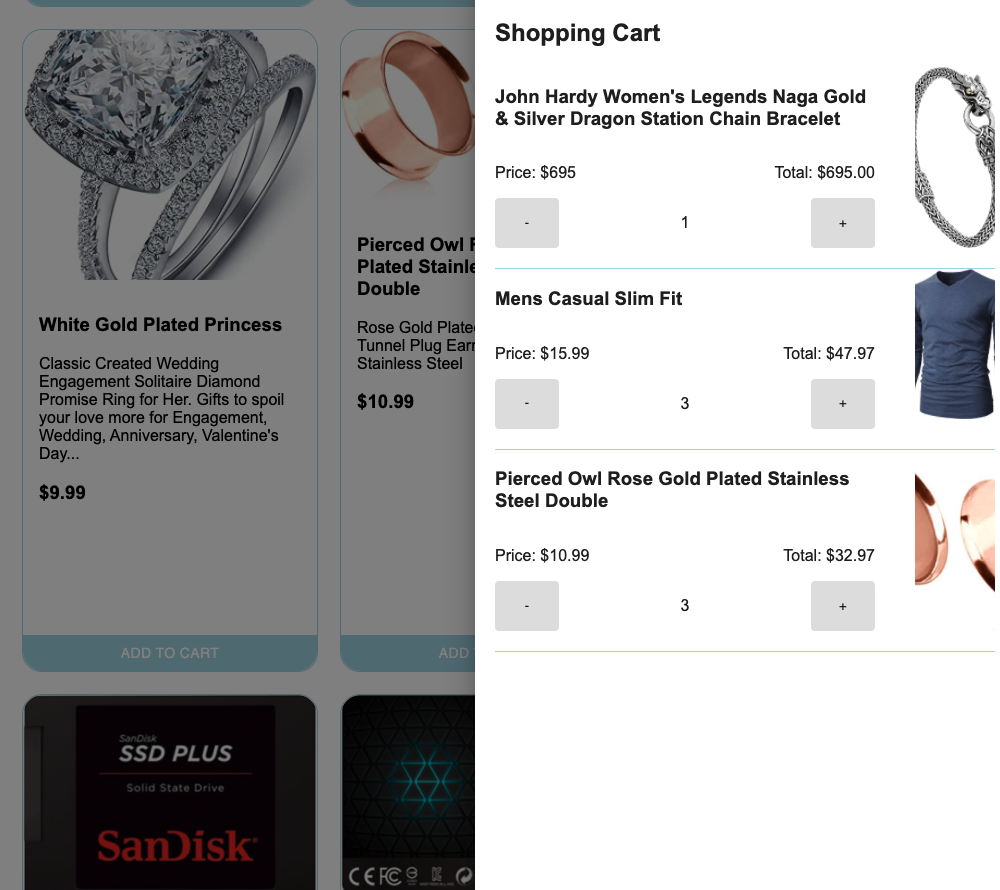 White Gold Plated Princess
Classic Created Wedding
Engagement Solitaire Diamond
Promise Ring for Her. Gifts to spoil
your love more for Engagement,
Wedding, Anniversary, Valentine's
Day...
$9.99
ADD TO CART
Pierced Owl
Plated Stainle
Double
Rose Gold Plate
Tunnel Plug Earr
Stainless Steel
$10.99
ADD
SanDisk
SSD PLUS
Solid State Drive
SanDisk
CE FC
Shopping Cart
John Hardy Women's Legends Naga Gold
& Silver Dragon Station Chain Bracelet
Price: $695
Total: $695.00
-
1
+
Mens Casual Slim Fit
Price: $15.99
Total: $47.97
-
3
+
Pierced Owl Rose Gold Plated Stainless
Steel Double
Price: $10.99
Total: $32.97
-
3
+